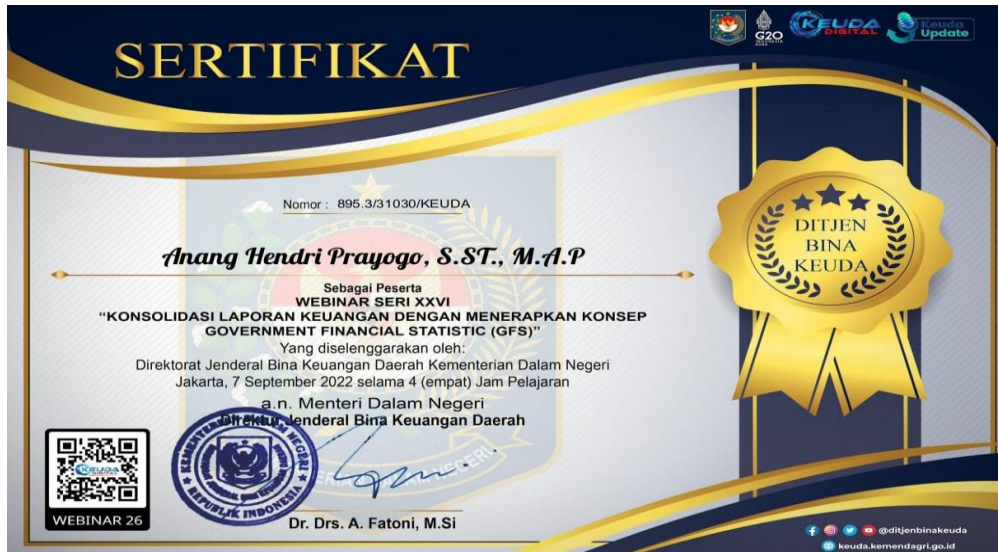 SERTIFIKAT
G20
KEUDA
DIGITAL
Keuda
Update
Nomor : 895.3/31030/KEUDA
Anang Hendri Prayogo, S.ST., M.A.P
Sebagai Peserta
WEBINAR SERI XXVI
“KONSOLIDASI LAPORAN KEUANGAN DENGAN MENERAPKAN KONSEP
GOVERNMENT FINANCIAL STATISTIC (GFS)”
Yang diselenggarakan oleh:
Direktorat Jenderal Bina Keuangan Daerah Kementerian Dalam Negeri
Jakarta, 7 September 2022 selama 4 (empat) Jam Pelajaran
a.n. Menteri Dalam Negeri
Direktur Jenderal Bina Keuangan Daerah
REPUBLIK INDONESIA
Dr. Drs. A. Fatoni, M.Si
KEUDA
DIGITAL
WEBINAR 26
DITJEN
BINA
KEUDA
@ditjenbinakeuda
keuda.kemendagri.go.id